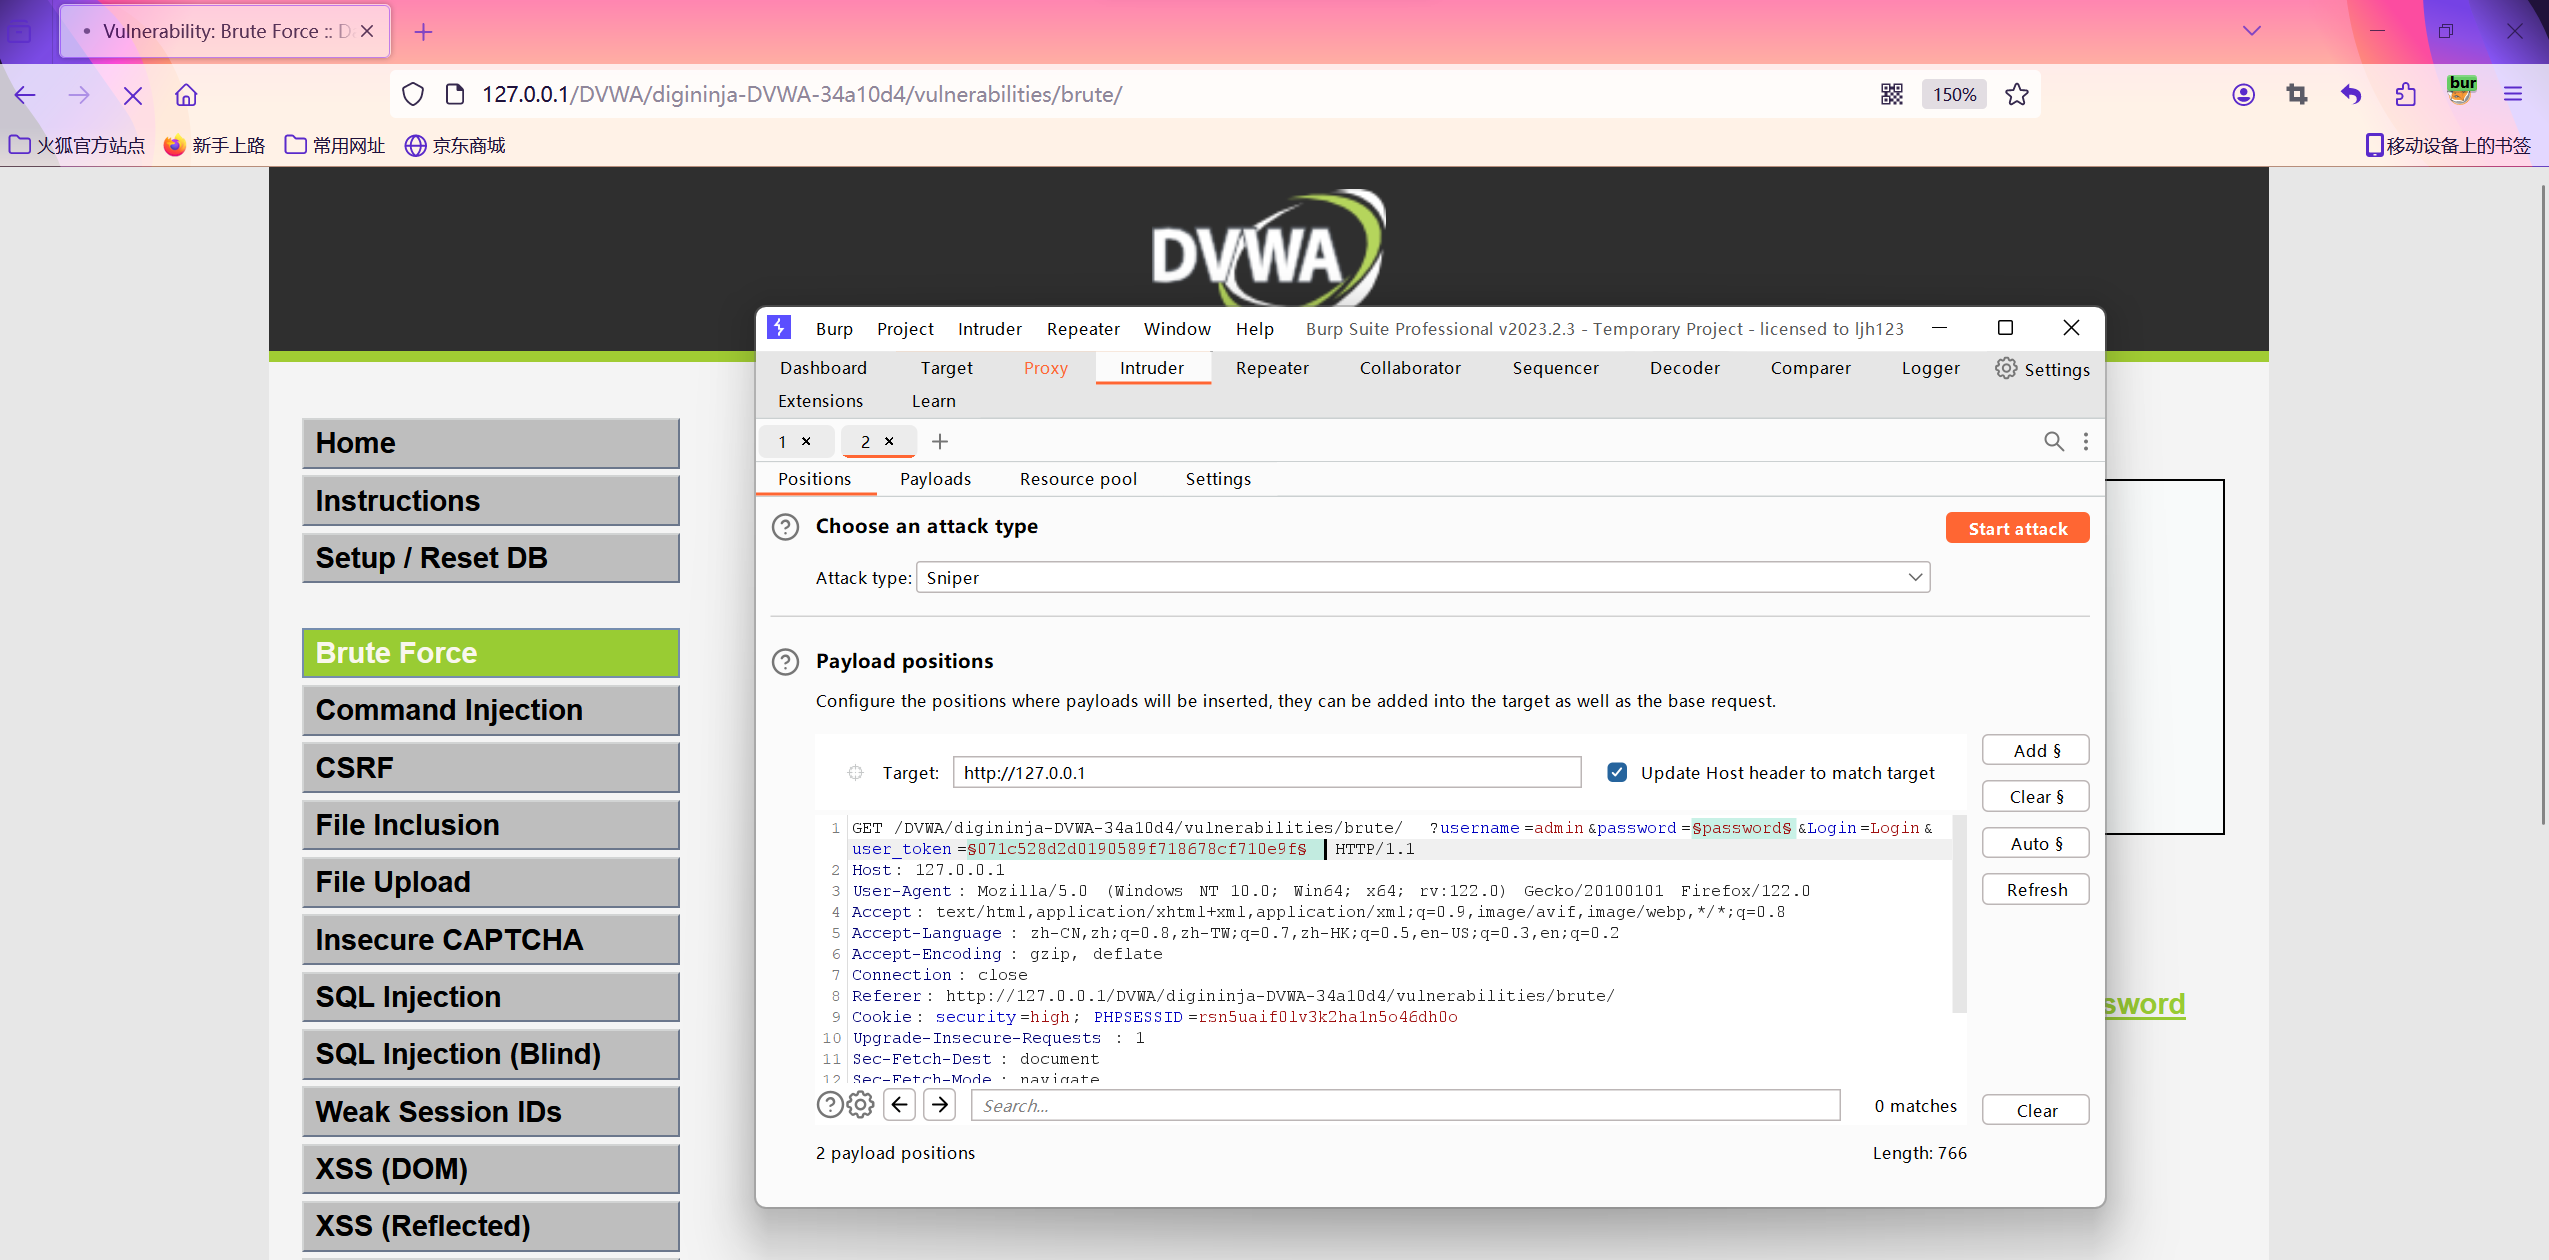 Vulnerability: Brute Force :: D
127.0.0.1/DVWA/digininja-DVWA-34a10d4/vulnerabilities/brute/
150%
bur
火狐官方站点
新手上路
常用网址
京东商城
移动设备上的书签
DVWA
Home
Instructions
Setup / Reset DB
Brute Force
Command Injection
CSRF
File Inclusion
File Upload
Insecure CAPTCHA
SQL Injection
SQL Injection (Blind)
Weak Session IDs
XSS (DOM)
XSS (Reflected)
sword
Burp Project Intruder Repeater Window Help Burp Suite Professional v2023.2.3 - Temporary Project - licensed to ljh123
Dashboard Target Proxy Intruder Repeater Collaborator Sequencer Decoder Comparer Logger Settings
Extensions Learn
1 × 2 × +
Positions Payloads Resource pool Settings
Choose an attack type
Start attack
Attack type: Sniper
Payload positions
Configure the positions where payloads will be inserted, they can be added into the target as well as the base request.
Target: http://127.0.0.1
Update Host header to match target
Add §
Clear §
Auto §
Refresh
1 GET /DVWA/digininja-DVWA-34a10d4/vulnerabilities/brute/ ?username=admin&password=§password§&Login=Login&
user_token=§071c528d2d0190589f718678cf710e9f§ HTTP/1.1
2 Host: 127.0.0.1
3 User-Agent: Mozilla/5.0 (Windows NT 10.0; Win64; x64; rv:122.0) Gecko/20100101 Firefox/122.0
4 Accept: text/html,application/xhtml+xml,application/xml;q=0.9,image/avif,image/webp,*/*;q=0.8
5 Accept-Language: zh-CN,zh;q=0.8,zh-TW;q=0.7,zh-HK;q=0.5,en-US;q=0.3,en;q=0.2
6 Accept-Encoding: gzip, deflate
7 Connection: close
8 Referer: http://127.0.0.1/DVWA/digininja-DVWA-34a10d4/vulnerabilities/brute/
9 Cookie: security=high; PHPSESSID=rsn5uaif0lv3k2ha1n5o46dh0o
10 Upgrade-Insecure-Requests: 1
11 Sec-Fetch-Dest: document
12 Sec-Fetch-Mode: navigate
Search...
0 matches
Clear
2 payload positions
Length: 766